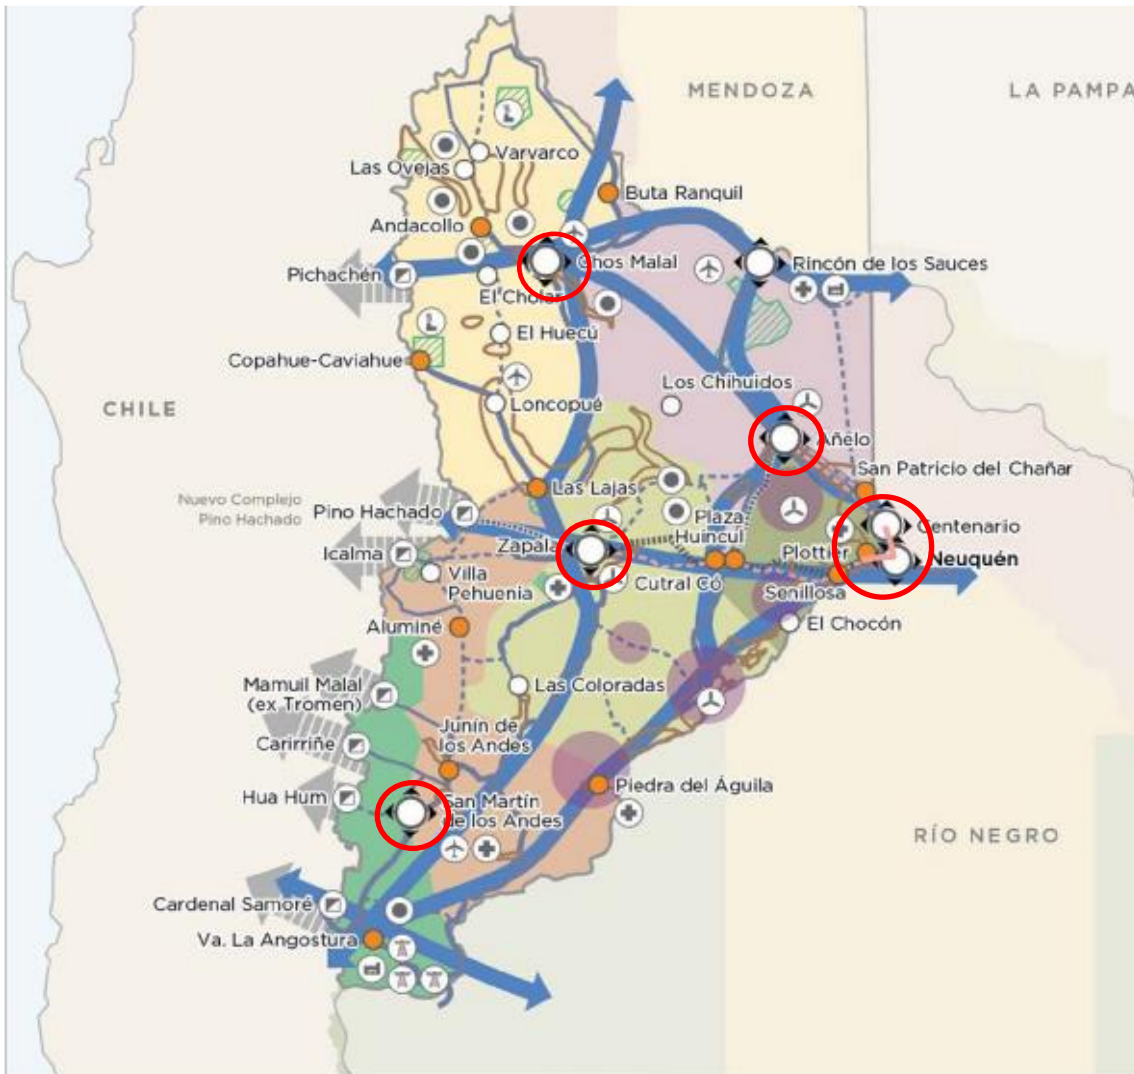 MENDOZA
LA PAMPA
Varvarco
Las Ovejas
Buta Ranquil
Andacollo
Chos Malal
Rincón de los Sauces
Pichachén
El Cholar
El Huecú
Copahue-Caviahue
Los Chihuidos
CHILE
Loncopué
Añelo
San Patricio del Chañar
Las Lajas
Nuevo Complejo
Pino Hachado
Pino Hachado
Plaza
Huincul
Centenario
Zapala
Icalma
Plottier
Neuquén
Villa
Pehuenia
Cutral Có
Senillosa
Aluminé
El Chocón
Mamuil Malal
(ex Tromen)
Las Coloradas
Carirriñe
Junín de
los Andes
Hua Hum
San Martín
de los Andes
Piedra del Águila
RÍO NEGRO
Cardenal Samoré
Va. La Angostura